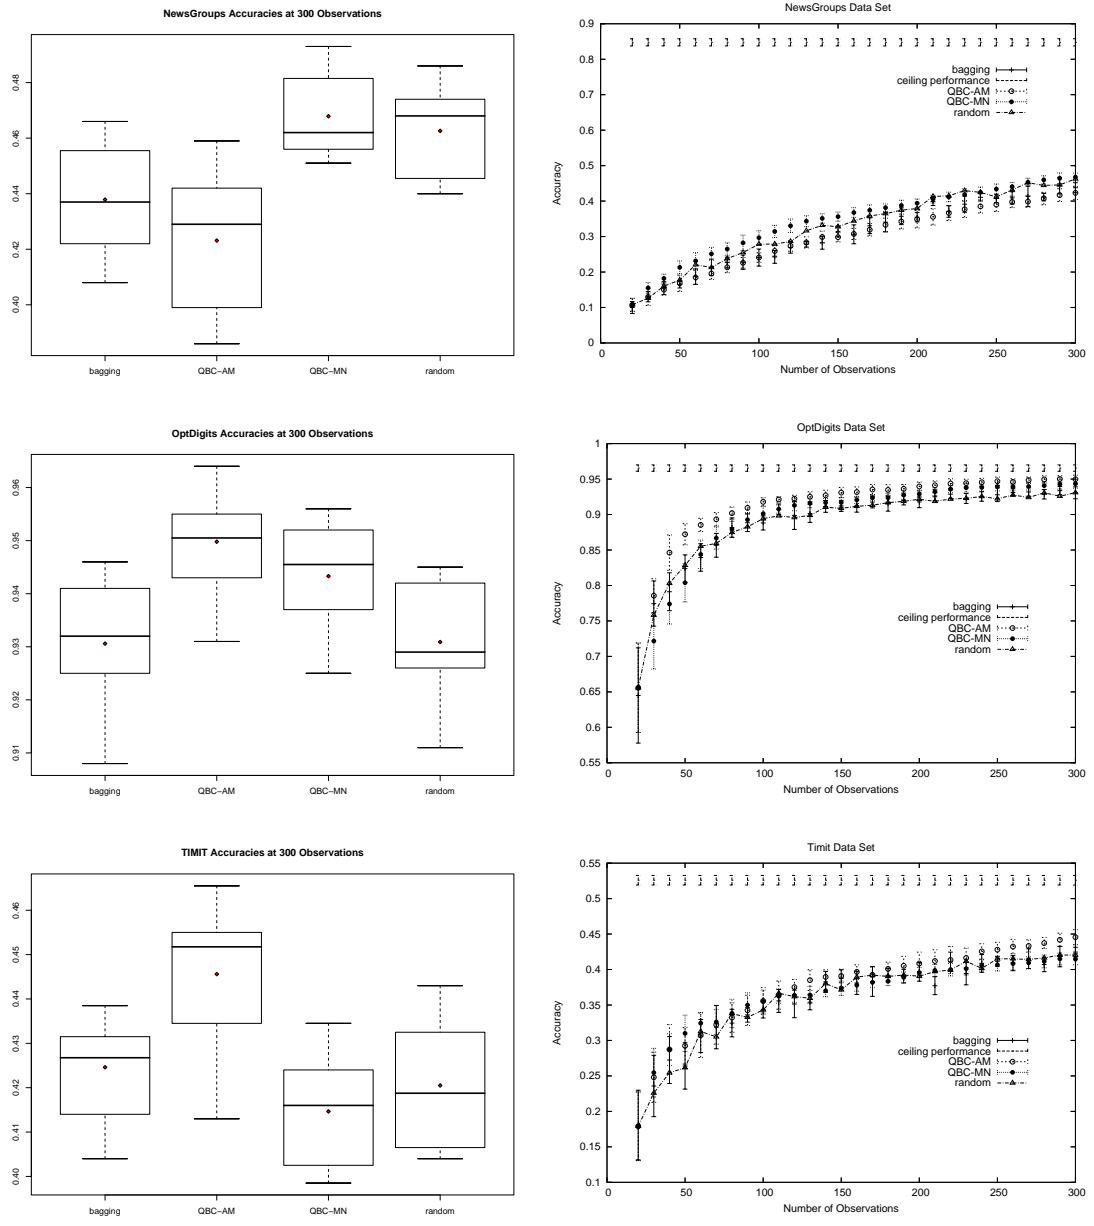 NewsGroups Accuracies at 300 Observations
0.48
0.46
0.44
0.42
0.40
bagging QBC−AM QBC−MN random
NewsGroups Data Set
0.9
0.8
0.7
0.6
0.5
0.4
0.3
0.2
0.1
0
Accuracy
bagging
ceiling performance
QBC-AM
QBC-MN
random
0 50 100 150 200 250 300
Number of Observations
OptDigits Accuracies at 300 Observations
0.96
0.95
0.94
0.93
0.92
0.91
bagging QBC−AM QBC−MN random
OptDigits Data Set
1
0.95
0.9
0.85
0.8
0.75
0.7
0.65
0.6
0.55
Accuracy
bagging
ceiling performance
QBC-AM
QBC-MN
random
0 50 100 150 200 250 300
Number of Observations
TIMIT Accuracies at 300 Observations
0.46
0.45
0.44
0.43
0.42
0.41
0.40
bagging QBC−AM QBC−MN random
Timit Data Set
0.55
0.5
0.45
0.4
0.35
0.3
0.25
0.2
0.15
0.1
Accuracy
bagging
ceiling performance
QBC-AM
QBC-MN
random
0 50 100 150 200 250 300
Number of Observations